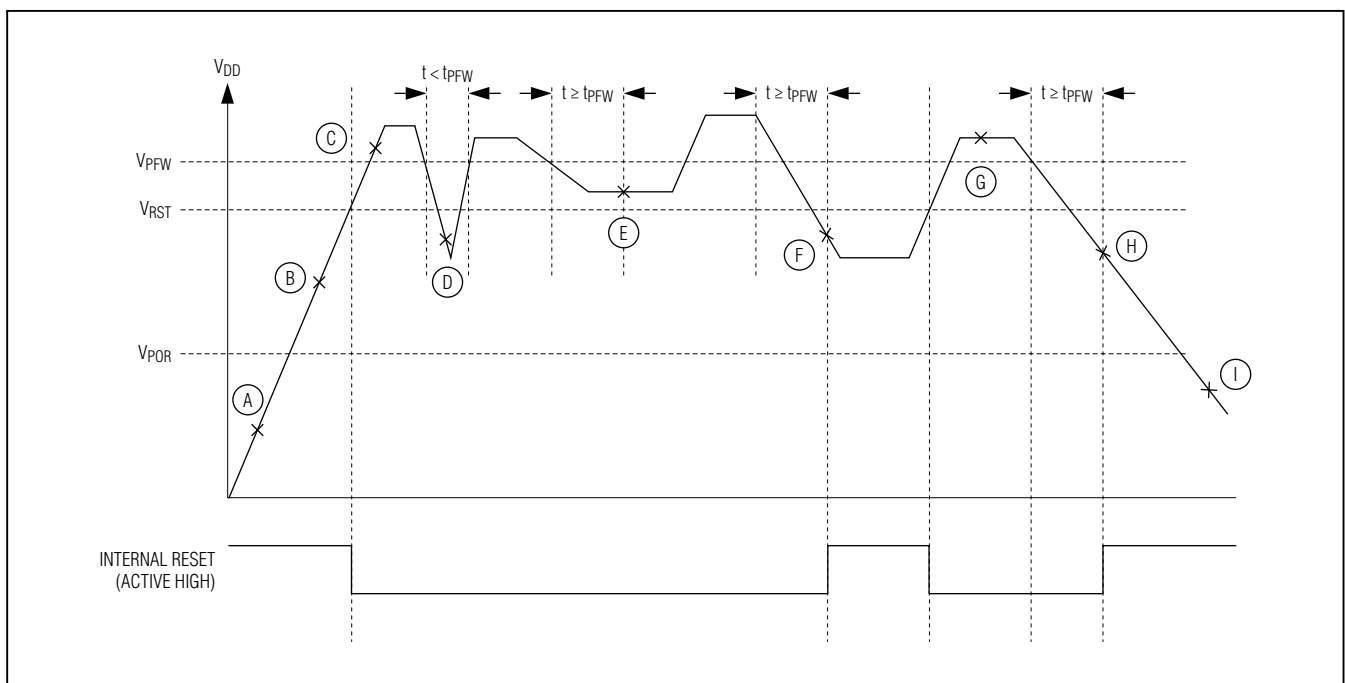 VDD
t < tPFW
t ≥ tPFW
t ≥ tPFW
t ≥ tPFW
C
VPFW
G
VRST
E
F
H
B
D
VPOR
I
A
INTERNAL RESET
(ACTIVE HIGH)